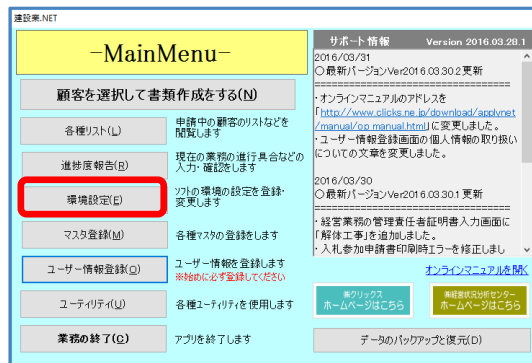 建設業.NET
-MainMenu-
顧客を選択して書類作成をする(N)
各種リスト(L)
申請中の顧客のリストなどを
閲覧します
進捗度報告(R)
現在の業務の進行具合などの
入力・確認をします
環境設定(E)
ソフトの環境の設定を登録・
変更します
マスタ登録(M)
各種マスタの登録をします
ユーザー情報登録(O)
ユーザー情報を登録します
※始めに必ず登録してください
ユーティリティ(U)
各種ユーティリティを使用します
業務の終了(C)
アプリを終了します
サポート情報 Version 2016.03.28.1
2016/03/31
○最新バージョンVer2016.03.30.2更新
================================
・オンラインマニュアルのアドレスを
「http://www.clicks.ne.jp/download/applynet
/manual/op manual.html」に変更しました。
・ユーザー情報登録画面の個人情報の取り扱い
についての文章を変更しました。
2016/03/30
○最新バージョンVer2016.03.30.1更新
================================
・経営業務の管理責任者証明書入力画面に
「解体工事」を追加しました。
・入札参加申請書印刷時エラーを修正しまし
オンラインマニュアルを開く
㈱クリックス
ホームページはこちら
㈱経営状況分析センター
ホームページはこちら
データのバックアップと復元(D)